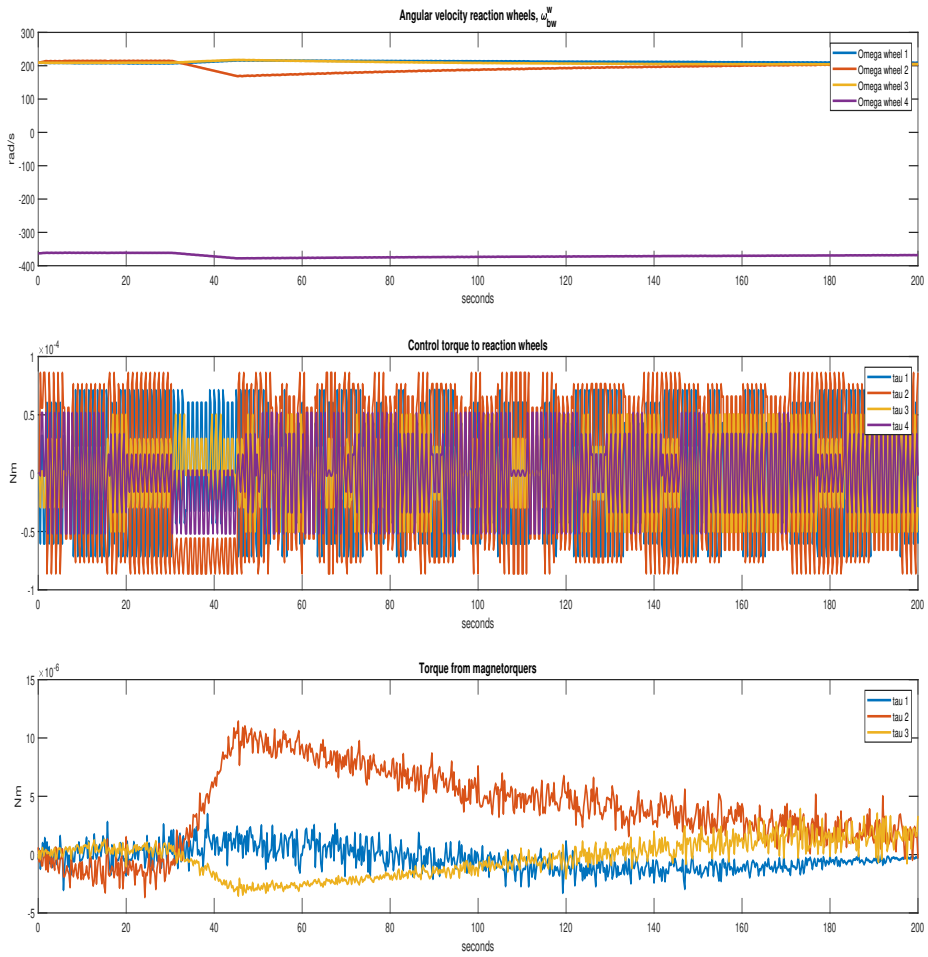 Angular velocity reaction wheels, ω^w_bw
300
200
100
0
-100
-200
-300
-400
rad/s
0 20 40 60 80 100 120 140 160 180 200
seconds
Omega wheel 1
Omega wheel 2
Omega wheel 3
Omega wheel 4
×10^-4
Control torque to reaction wheels
1
0.5
0
-0.5
-1
Nm
0 20 40 60 80 100 120 140 160 180 200
seconds
tau 1
tau 2
tau 3
tau 4
×10^-6
Torque from magnetorquers
15
10
5
0
-5
Nm
0 20 40 60 80 100 120 140 160 180 200
seconds
tau 1
tau 2
tau 3